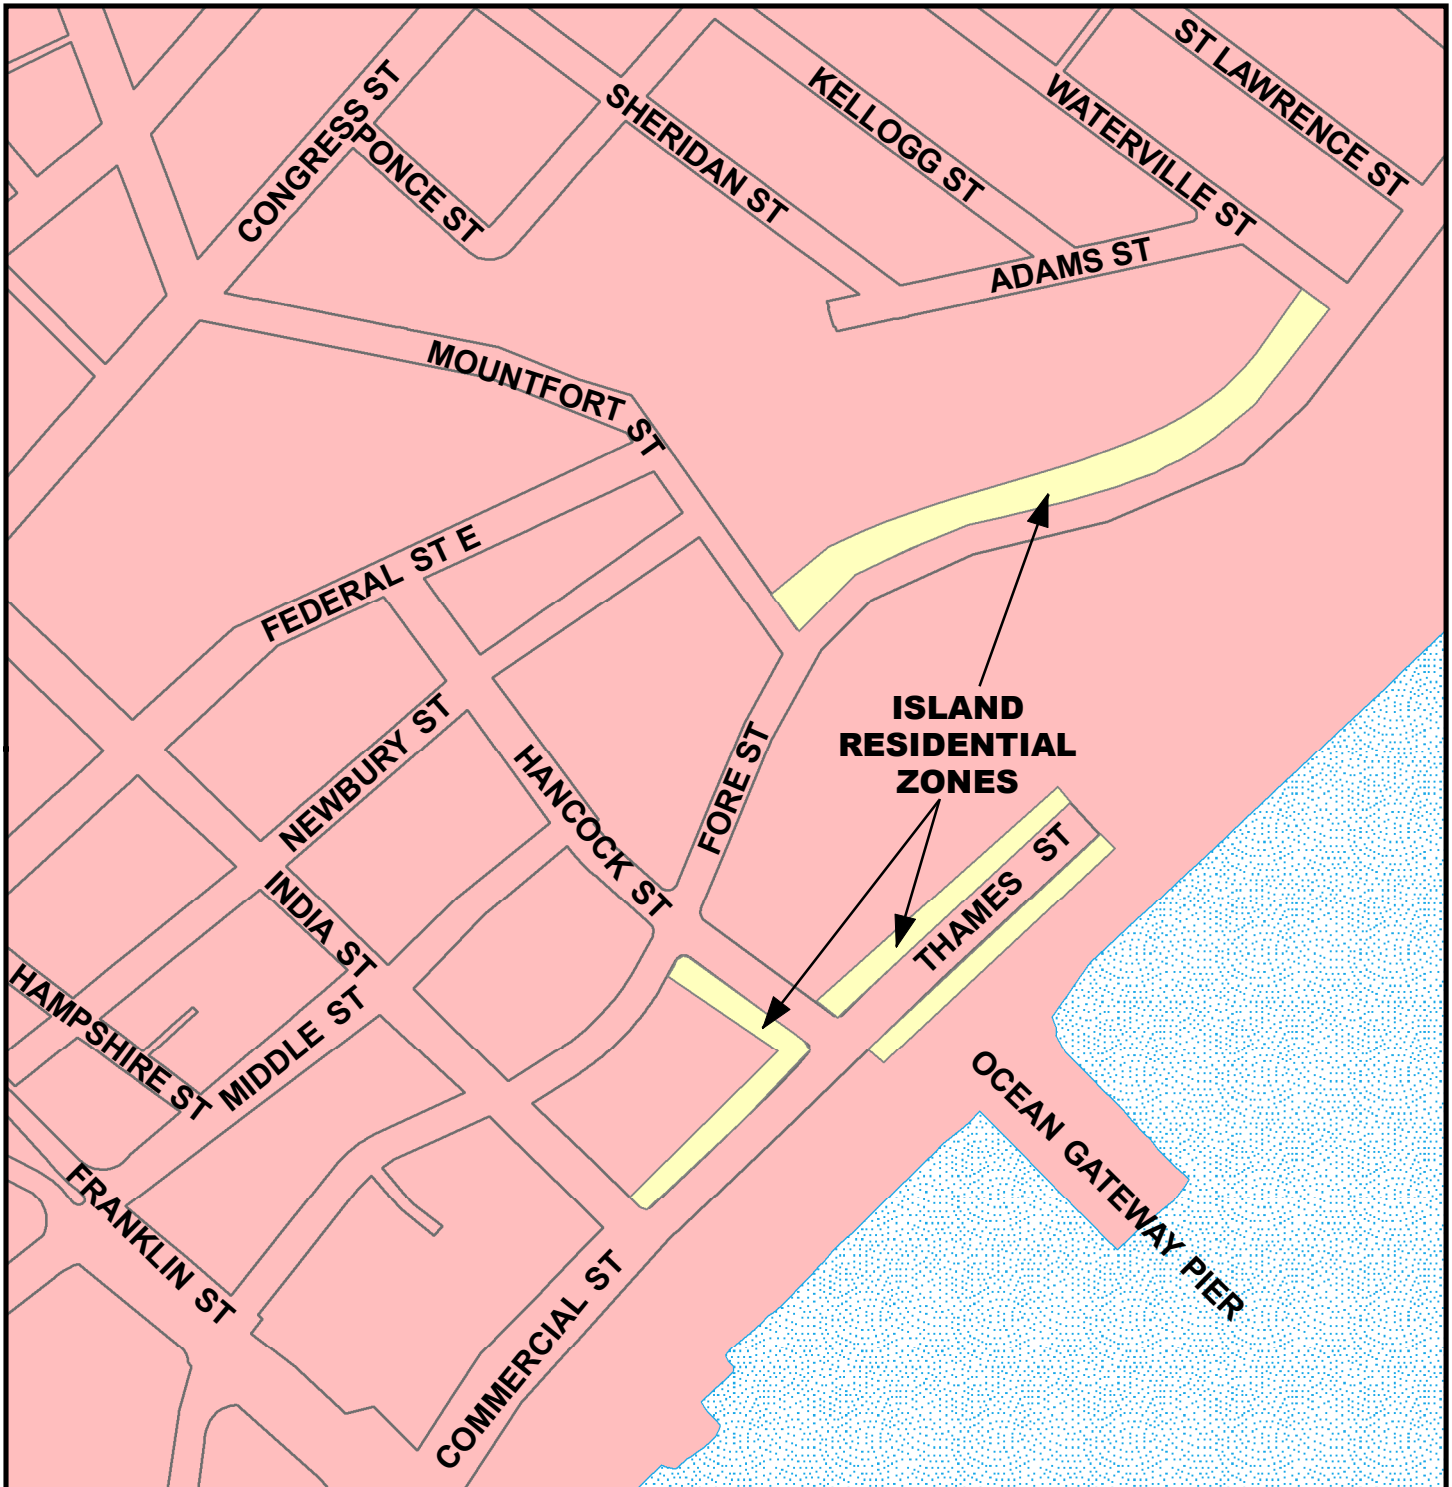 ST LAWRENCE ST
CONGRESS ST
WATERVILLE ST
KELLOGG ST
SHERIDAN ST
PONCE ST
ADAMS ST
MOUNTFORT ST
FEDERAL ST E
NEWBURY ST
ISLAND
RESIDENTIAL
ZONES
FORE ST
HANCOCK ST
THAMES ST
INDIA ST
HAMPSHIRE ST
MIDDLE ST
OCEAN GATEWAY PIER
FRANKLIN ST
COMMERCIAL ST